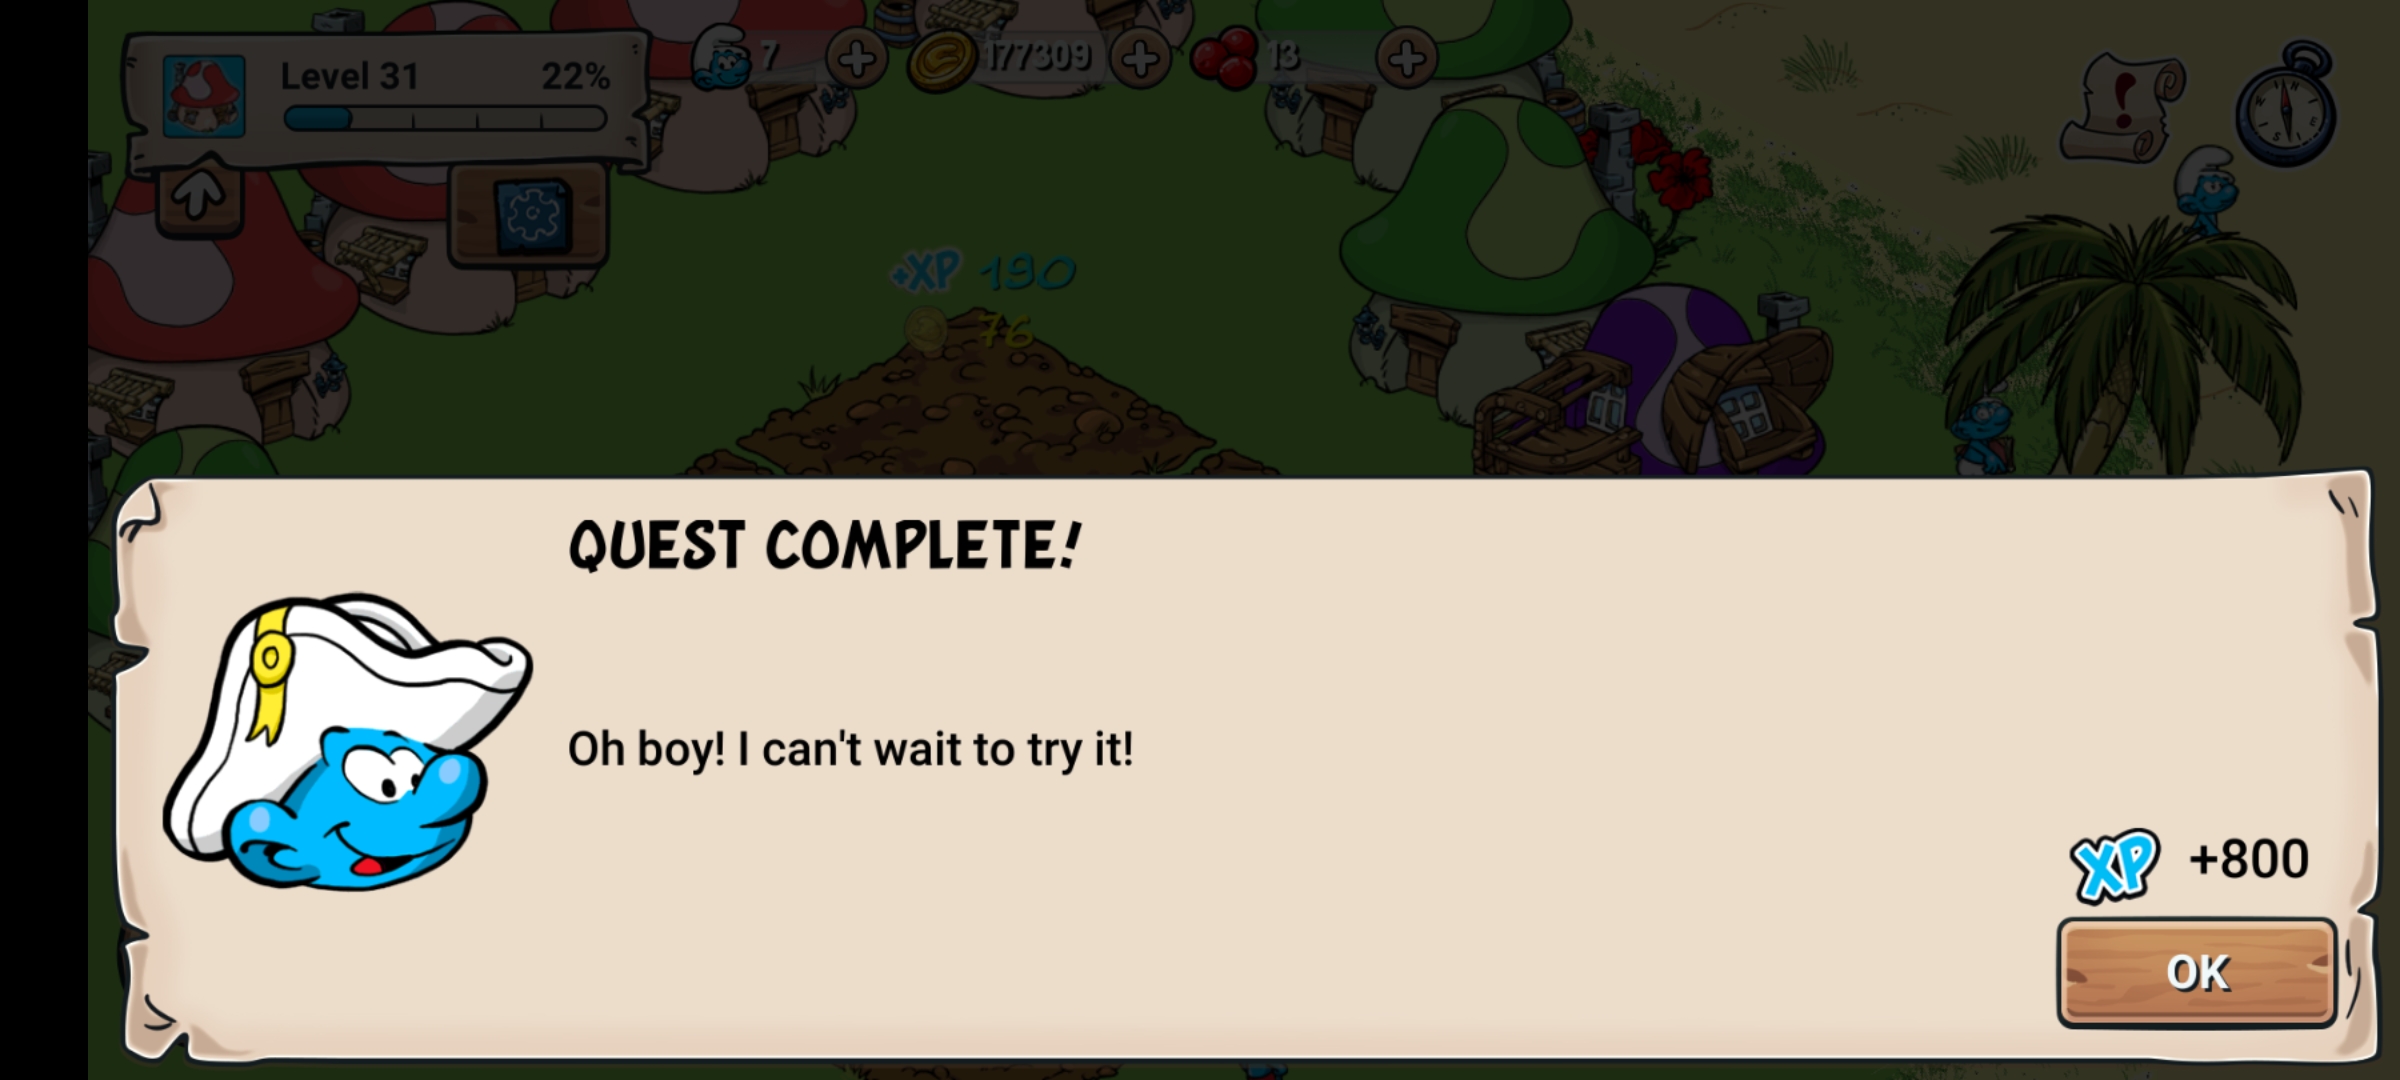 Level 31 22%
7
177309
13
+XP 190
76
QUEST COMPLETE!
Oh boy! I can't wait to try it!
XP +800
OK